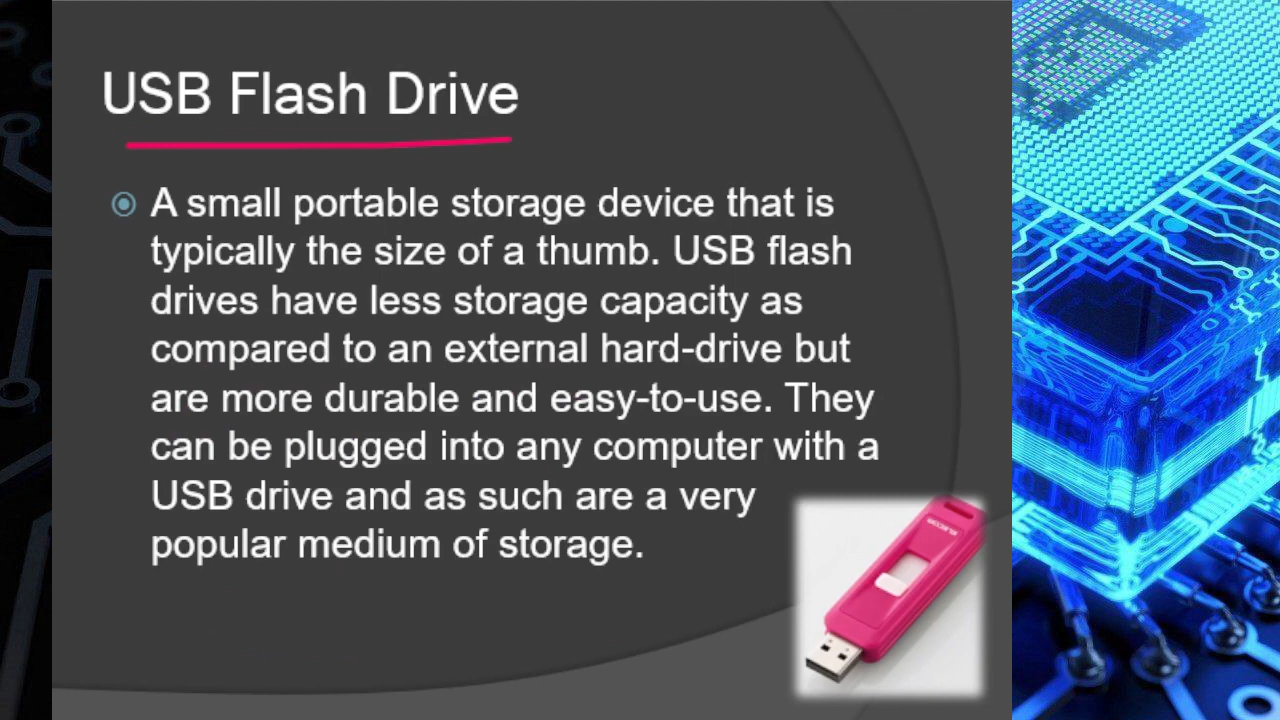 USB Flash Drive
A small portable storage device that is
typically the size of a thumb. USB flash
drives have less storage capacity as
compared to an external hard-drive but
are more durable and easy-to-use. They
can be plugged into any computer with a
USB drive and as such are a very
popular medium of storage.
ELECOM